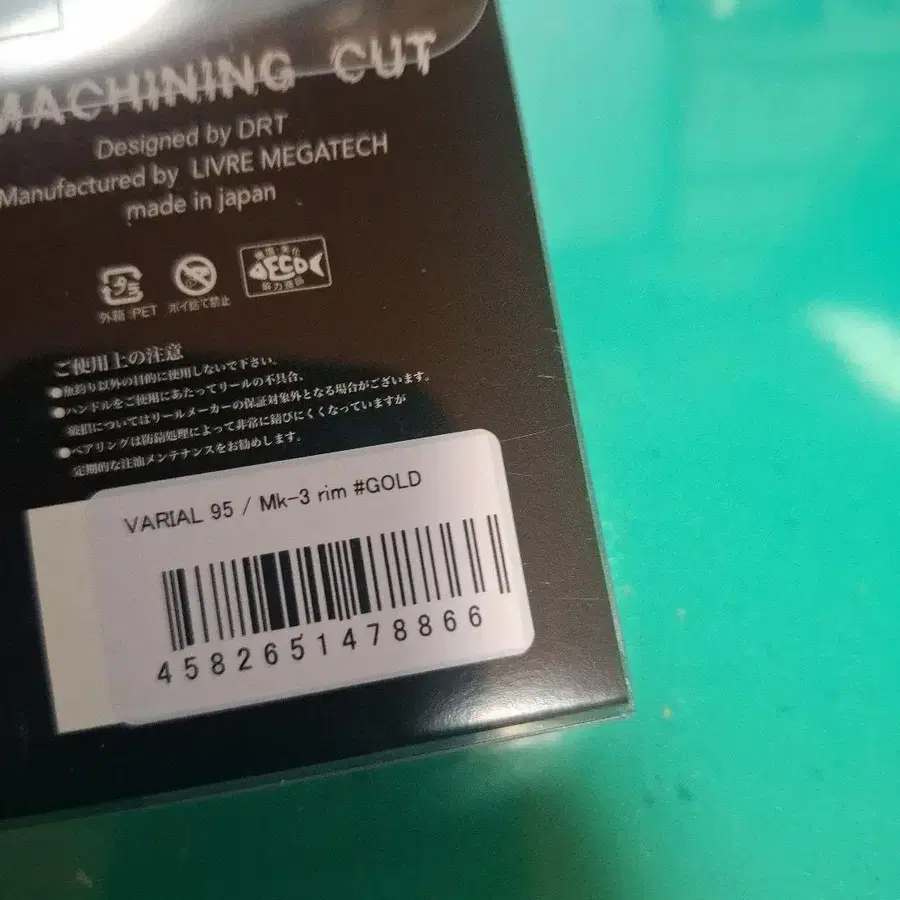 MACHINING CUT
Designed by DRT
Manufactured by LIVRE MEGATECH
made in japan
外箱:PET
ポイ捨て禁止
ECO
協力商品
ご使用上の注意
●魚釣り以外の目的に使用しないで下さい。
●ハンドルをご使用にあたってリールの不具合、
破損についてはリールメーカーの保証対象外となる場合がございます。
●ベアリングは防錆処理によって非常に錆びにくくなっていますが
定期的な注油メンテナンスをお勧めします。
VARIAL 95 / Mk-3 rim #GOLD
4582651478866